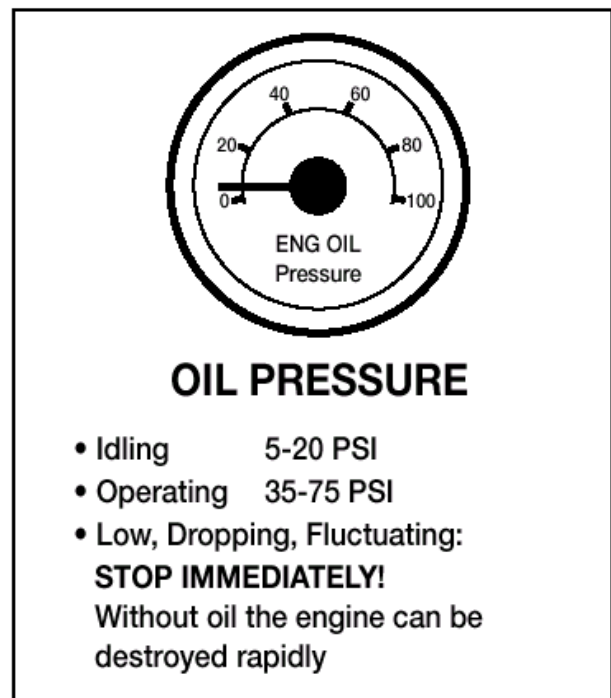 40 60
20 80
0 100
ENG OIL
Pressure
OIL PRESSURE
• Idling 5-20 PSI
• Operating 35-75 PSI
• Low, Dropping, Fluctuating:
STOP IMMEDIATELY!
Without oil the engine can be
destroyed rapidly